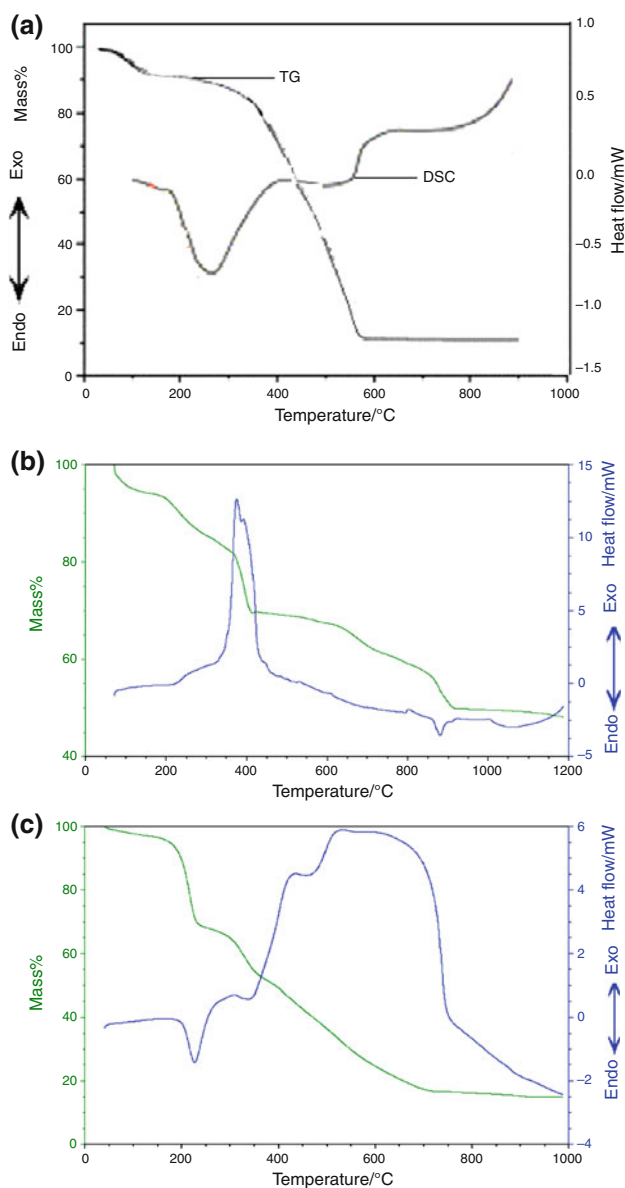 (a)
100
80
60
40
20
0
Mass%
Exo
Endo
TG
DSC
1.0
0.5
0.0
−0.5
−1.0
−1.5
Heat flow/mW
0
200
400
600
800
1000
Temperature/°C
(b)
100
80
60
40
Mass%
15
10
5
0
−5
Heat flow/mW
Exo
Endo
0
200
400
600
800
1000
1200
Temperature/°C
(c)
100
80
60
40
20
0
Mass%
6
4
2
0
−2
−4
Heat flow/mW
Exo
Endo
0
200
400
600
800
1000
Temperature/°C